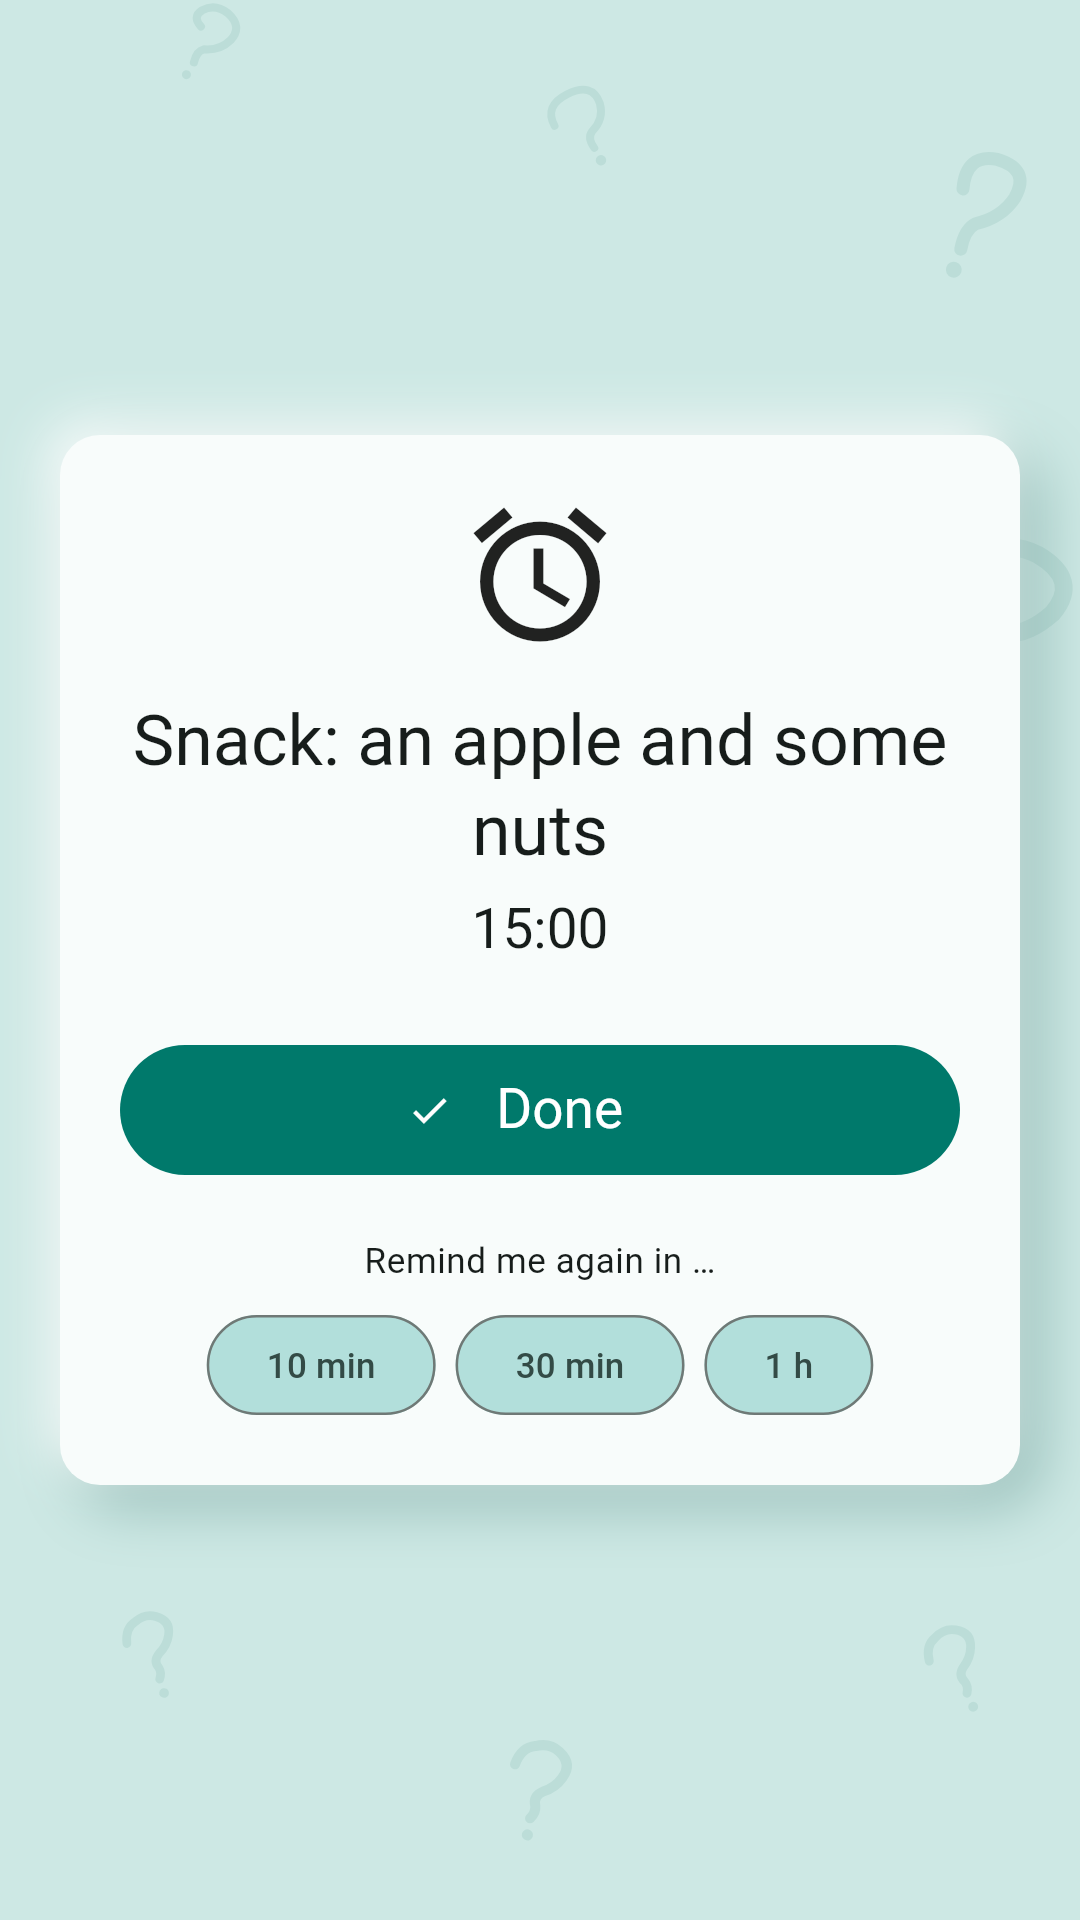 Snack: an apple and some
nuts
15:00
Done
Remind me again in ...
10 min
30 min
1 h